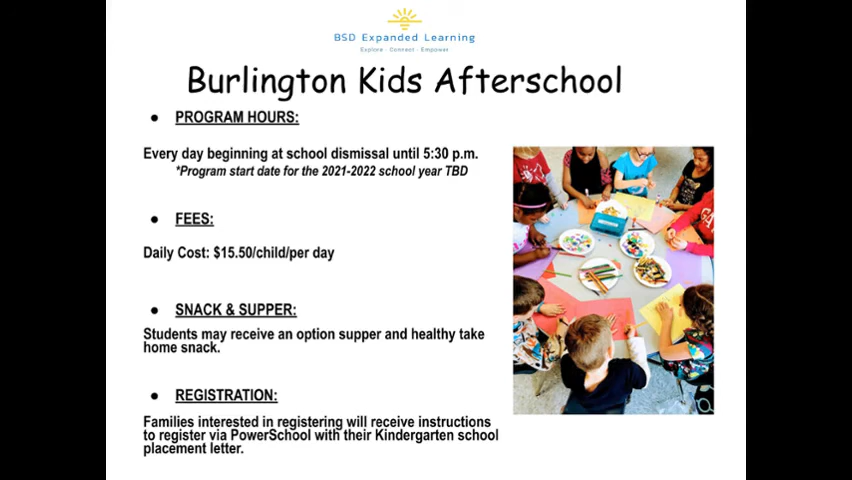 BSD Expanded Learning
Explore · Connect · Empower
Burlington Kids Afterschool
● PROGRAM HOURS:
Every day beginning at school dismissal until 5:30 p.m.
*Program start date for the 2021-2022 school year TBD
● FEES:
Daily Cost: $15.50/child/per day
● SNACK & SUPPER:
Students may receive an option supper and healthy take
home snack.
● REGISTRATION:
Families interested in registering will receive instructions
to register via PowerSchool with their Kindergarten school
placement letter.